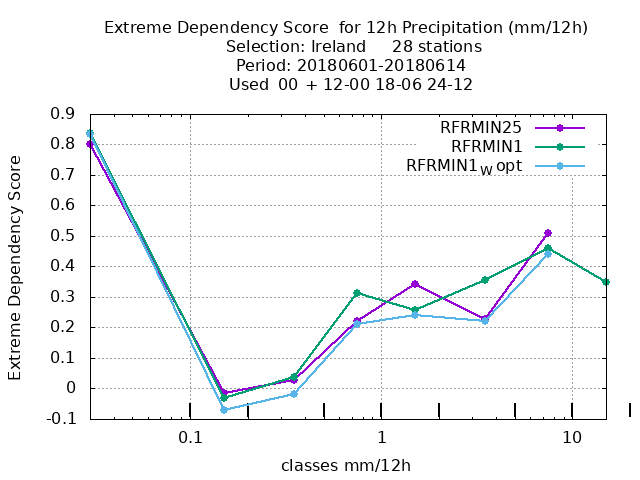 Extreme Dependency Score  for 12h Precipitation (mm/12h)
Selection: Ireland     28 stations
Period: 20180601-20180614
Used  00  + 12-00 18-06 24-12
RFRMIN25
RFRMIN1
RFRMIN1W opt
Extreme Dependency Score
0.9
0.8
0.7
0.6
0.5
0.4
0.3
0.2
0.1
0
-0.1
0.1 1 10
classes mm/12h